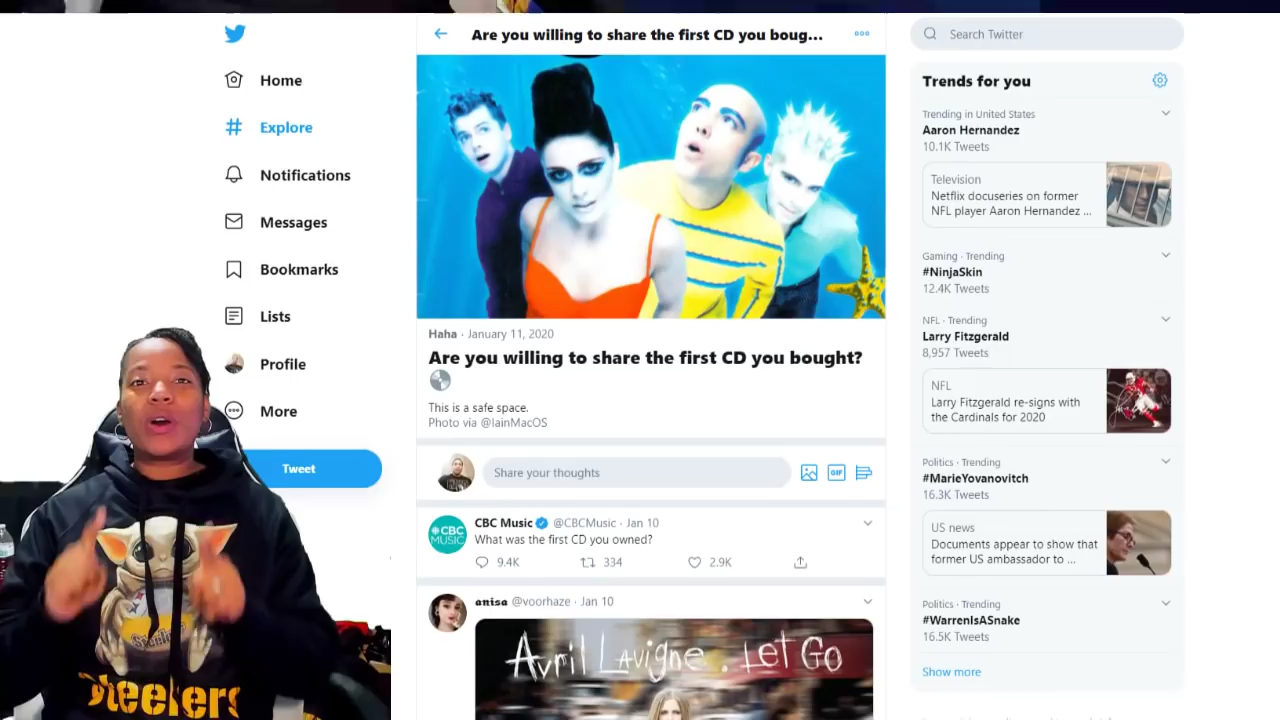 Home
Explore
Notifications
Messages
Bookmarks
Lists
Profile
More
Tweet
Steelers
steelers
Are you willing to share the first CD you boug...
Haha · January 11, 2020
Are you willing to share the first CD you bought?
This is a safe space.
Photo via @IainMacOS
Share your thoughts
GIF
CBC MUSIC
CBC Music @CBCMusic · Jan 10
What was the first CD you owned?
9.4K 334 2.9K
anisa @voorhaze · Jan 10
AVRIL LAVIGNE . LET GO
Search Twitter
Trends for you
Trending in United States
Aaron Hernandez
10.1K Tweets
Television
Netflix docuseries on former
NFL player Aaron Hernandez ...
Gaming · Trending
#NinjaSkin
12.4K Tweets
NFL · Trending
Larry Fitzgerald
8,957 Tweets
NFL
Larry Fitzgerald re-signs with
the Cardinals for 2020
Politics · Trending
#MarieYovanovitch
16.3K Tweets
US news
Documents appear to show that
former US ambassador to ...
Politics · Trending
#WarrenIsASnake
16.5K Tweets
Show more